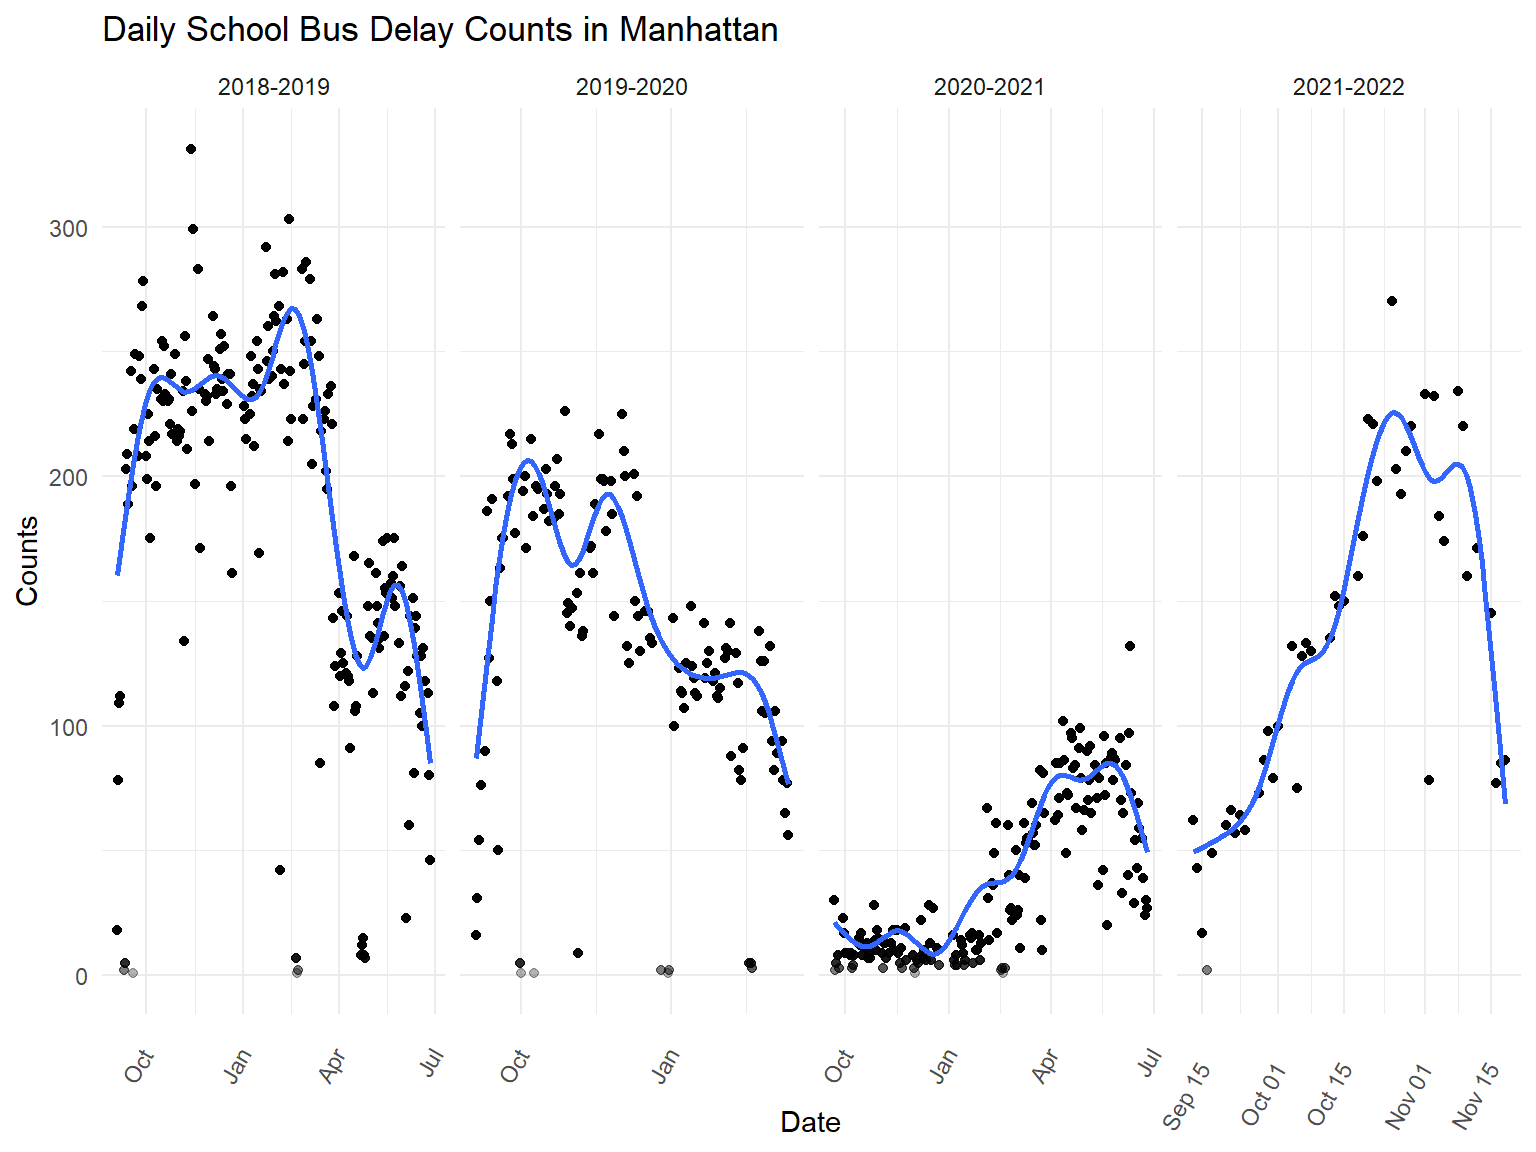 Daily School Bus Delay Counts in Manhattan
2018-2019 2019-2020 2020-2021 2021-2022
Counts
300
200
100
0
Oct Jan Apr Jul Oct Jan Oct Jan Apr Jul Sep 15 Oct 01 Oct 15 Nov 01 Nov 15
Date